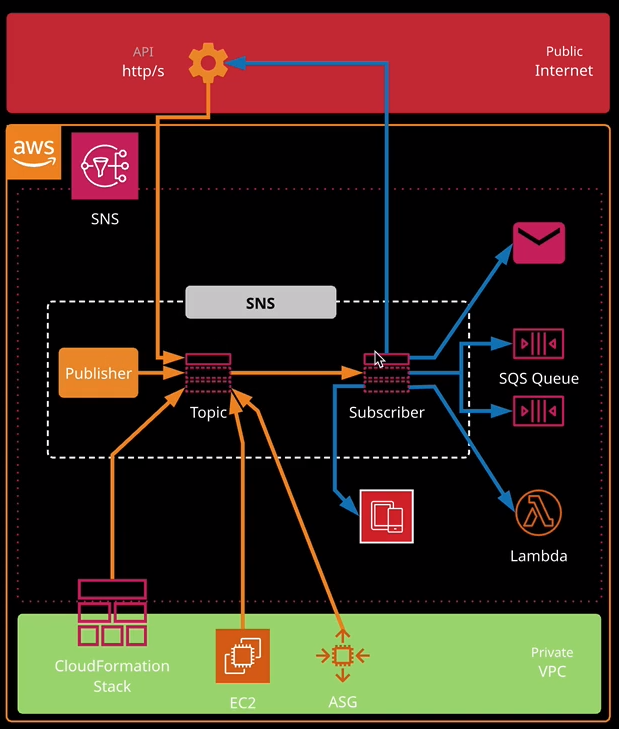 API
http/s
Public
Internet
aws
SNS
SNS
Publisher
Topic
Subscriber
SQS Queue
Lambda
CloudFormation
Stack
EC2
ASG
Private
VPC